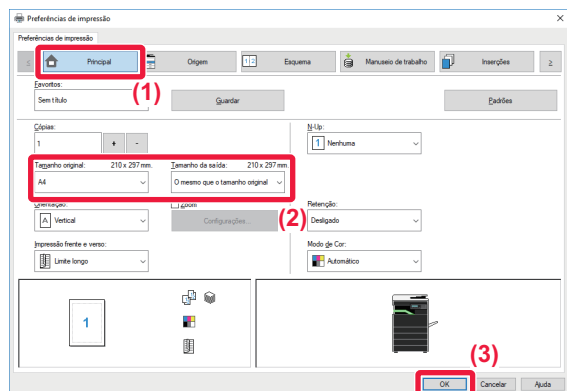 Preferências de impressão
Preferências de impressão
Principal
Origem
1 2
Esquema
Manuseio de trabalho
Inserções
Favoritos:
Sem título
(1)
Guardar
Padrões
Cópias:
1
+ -
N-Up:
1 Nenhuma
Tamanho original: 210 x 297 mm.
A4
Tamanho da saída: 210 x 297 mm.
O mesmo que o tamanho original
Orientação:
A Vertical
Zoom
Configurações...
(2)
Retenção:
Desligado
Impressão frente e verso:
Limite longo
Modo de Cor:
Automático
1
(3)
OK Cancelar Ajuda